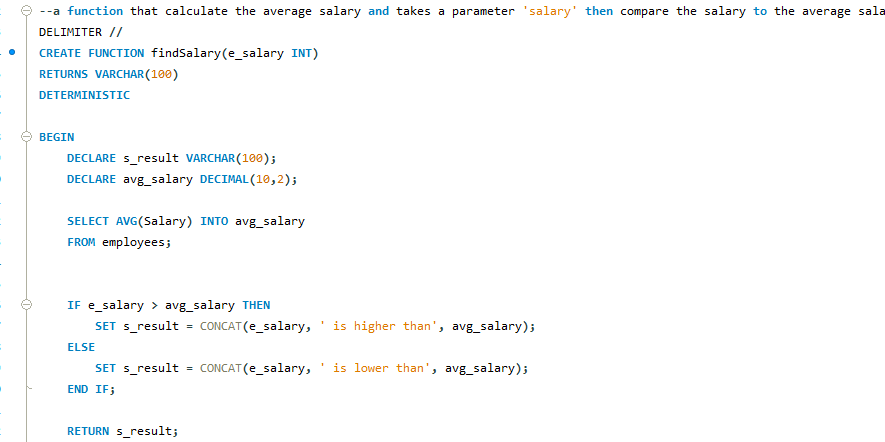 --a function that calculate the average salary and takes a parameter 'salary' then compare the salary to the average sala
DELIMITER //
CREATE FUNCTION findSalary(e_salary INT)
RETURNS VARCHAR(100)
DETERMINISTIC
BEGIN
DECLARE s_result VARCHAR(100);
DECLARE avg_salary DECIMAL(10,2);
SELECT AVG(Salary) INTO avg_salary
FROM employees;
IF e_salary > avg_salary THEN
SET s_result = CONCAT(e_salary, ' is higher than', avg_salary);
ELSE
SET s_result = CONCAT(e_salary, ' is lower than', avg_salary);
END IF;
RETURN s_result;